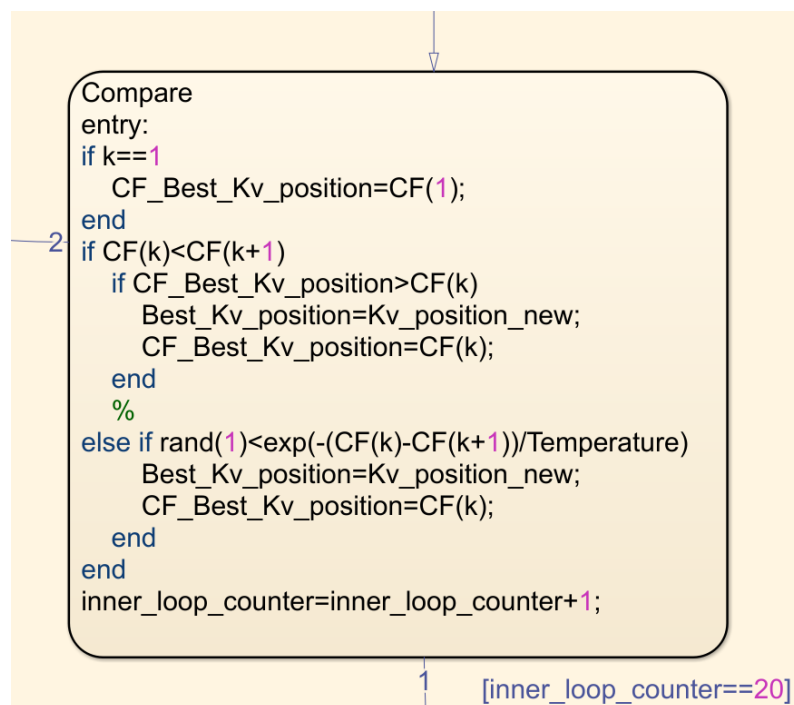 Compare
entry:
if k==1
CF_Best_Kv_position=CF(1);
end
2
if CF(k)<CF(k+1)
if CF_Best_Kv_position>CF(k)
Best_Kv_position=Kv_position_new;
CF_Best_Kv_position=CF(k);
end
%
else if rand(1)<exp(-(CF(k)-CF(k+1))/Temperature)
Best_Kv_position=Kv_position_new;
CF_Best_Kv_position=CF(k);
end
end
inner_loop_counter=inner_loop_counter+1;
1
[inner_loop_counter==20]